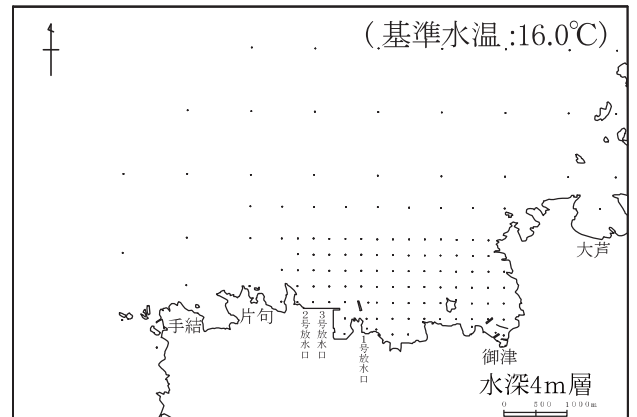 (基準水温:16.0℃)
大芦
手結
片句
2号放水口
3号放水口
1号放水口
御津
水深4m層
0 500 1000m